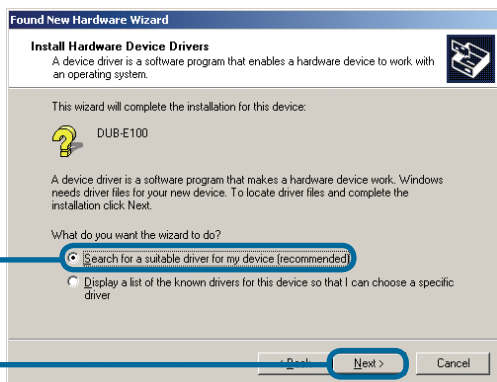 Found New Hardware Wizard
Install Hardware Device Drivers
A device driver is a software program that enables a hardware device to work with
an operating system.
This wizard will complete the installation for this device:
DUB-E100
A device driver is a software program that makes a hardware device work. Windows
needs driver files for your new device. To locate driver files and complete the
installation click Next.
What do you want the wizard to do?
Search for a suitable driver for my device (recommended)
Display a list of the known drivers for this device so that I can choose a specific
driver
< Back
Next >
Cancel